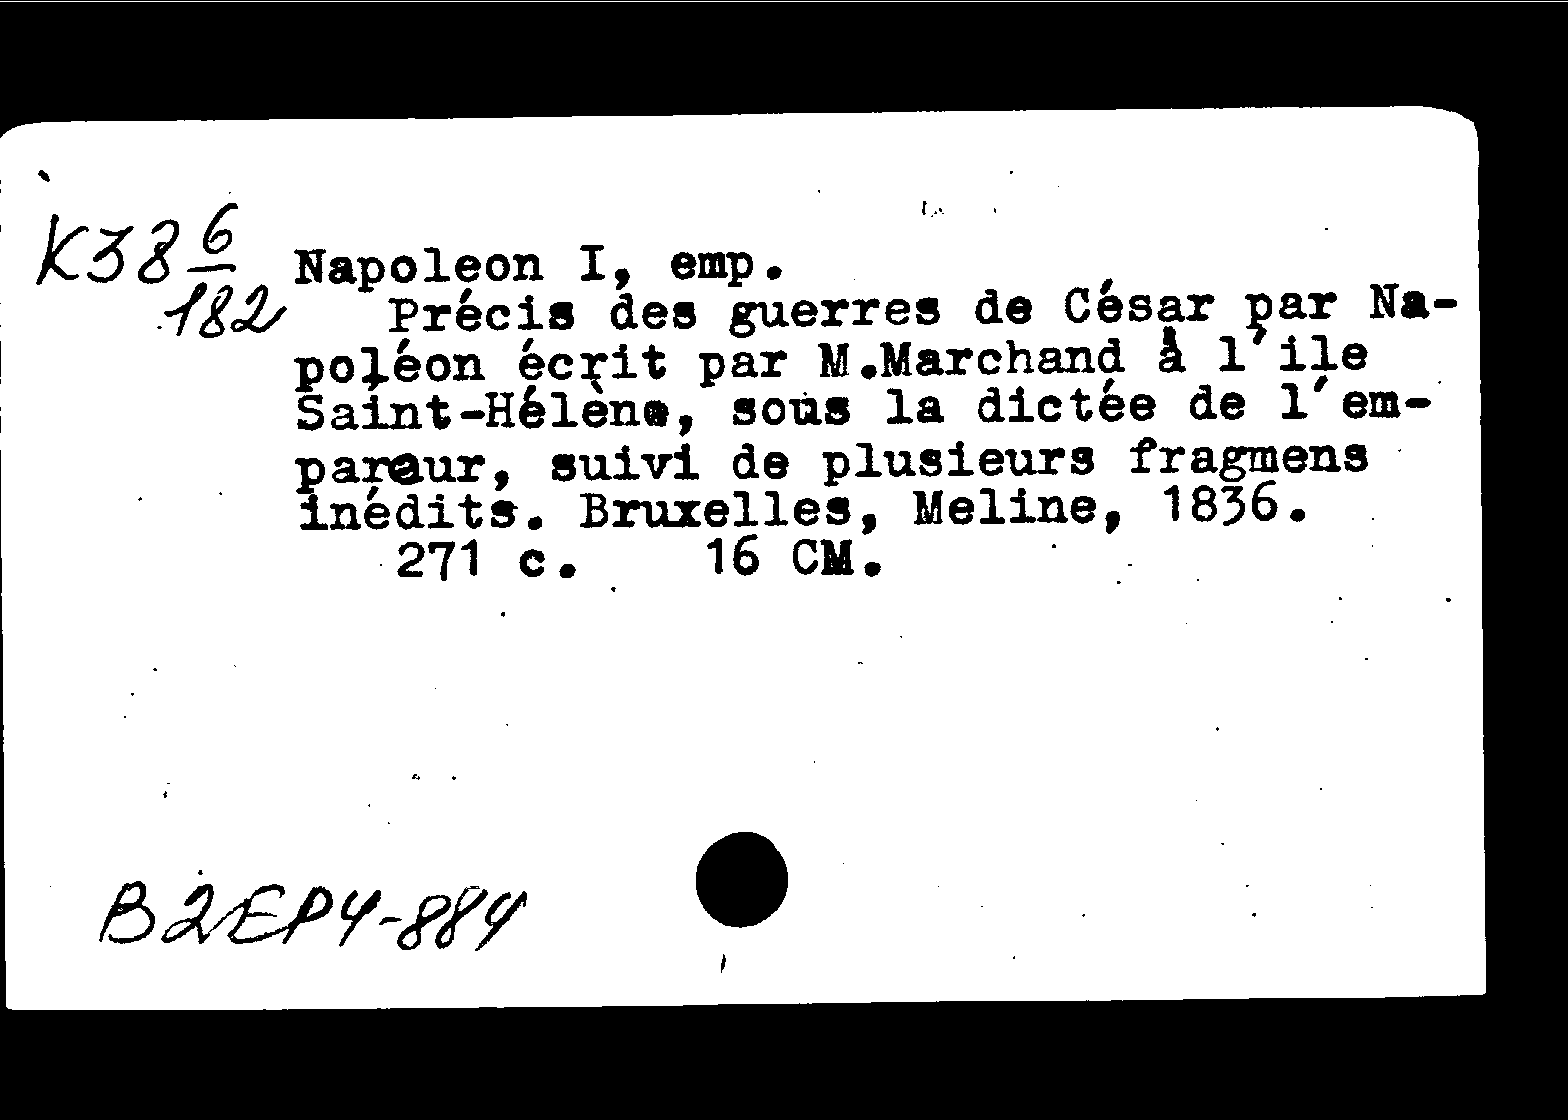 K38 6/182
Napoleon I, emp.
Précis des guerres de César par Na-
poléon écrit par M.Marchand à l'ile
Saint-Hélène, sous la dictée de l'em-
pareur, suivi de plusieurs fragmens
inédits. Bruxelles, Meline, 1836.
271 c. 16 CM.
B2EP4-884